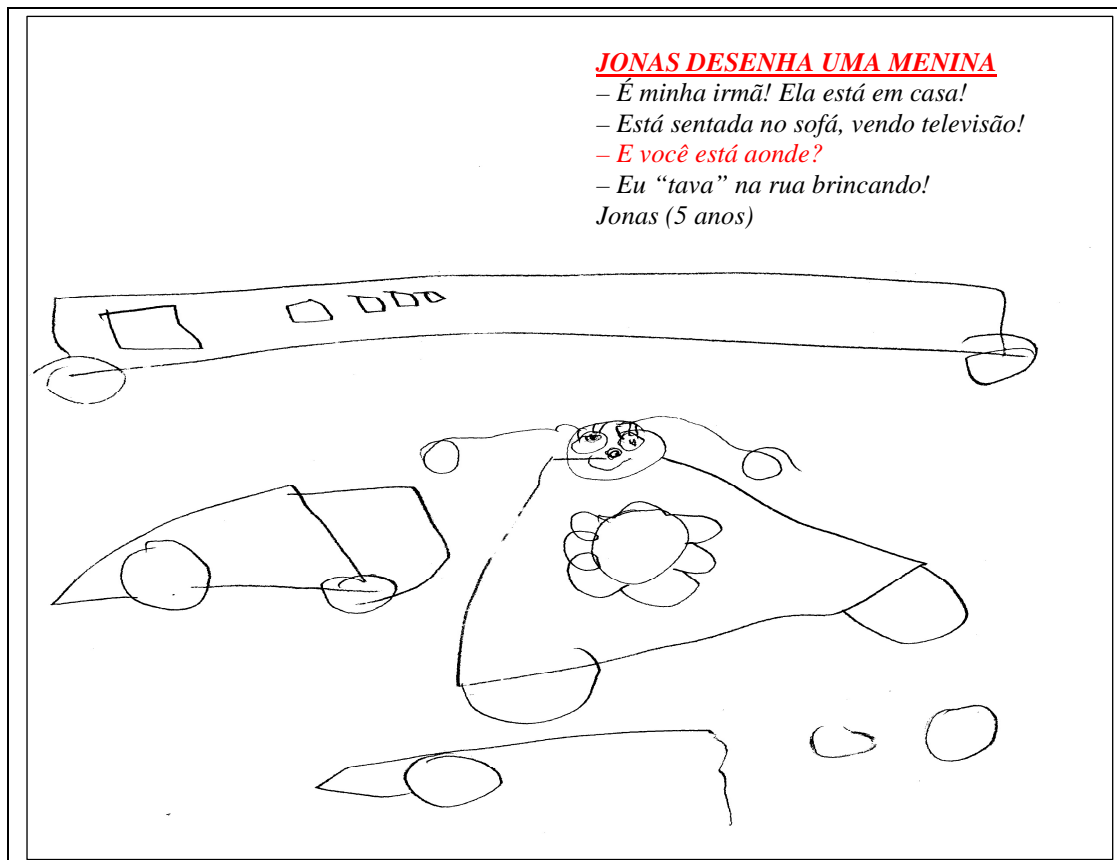 JONAS DESENHA UMA MENINA
– É minha irmã! Ela está em casa!
– Está sentada no sofá, vendo televisão!
– E você está aonde?
– Eu “tava” na rua brincando!
Jonas (5 anos)